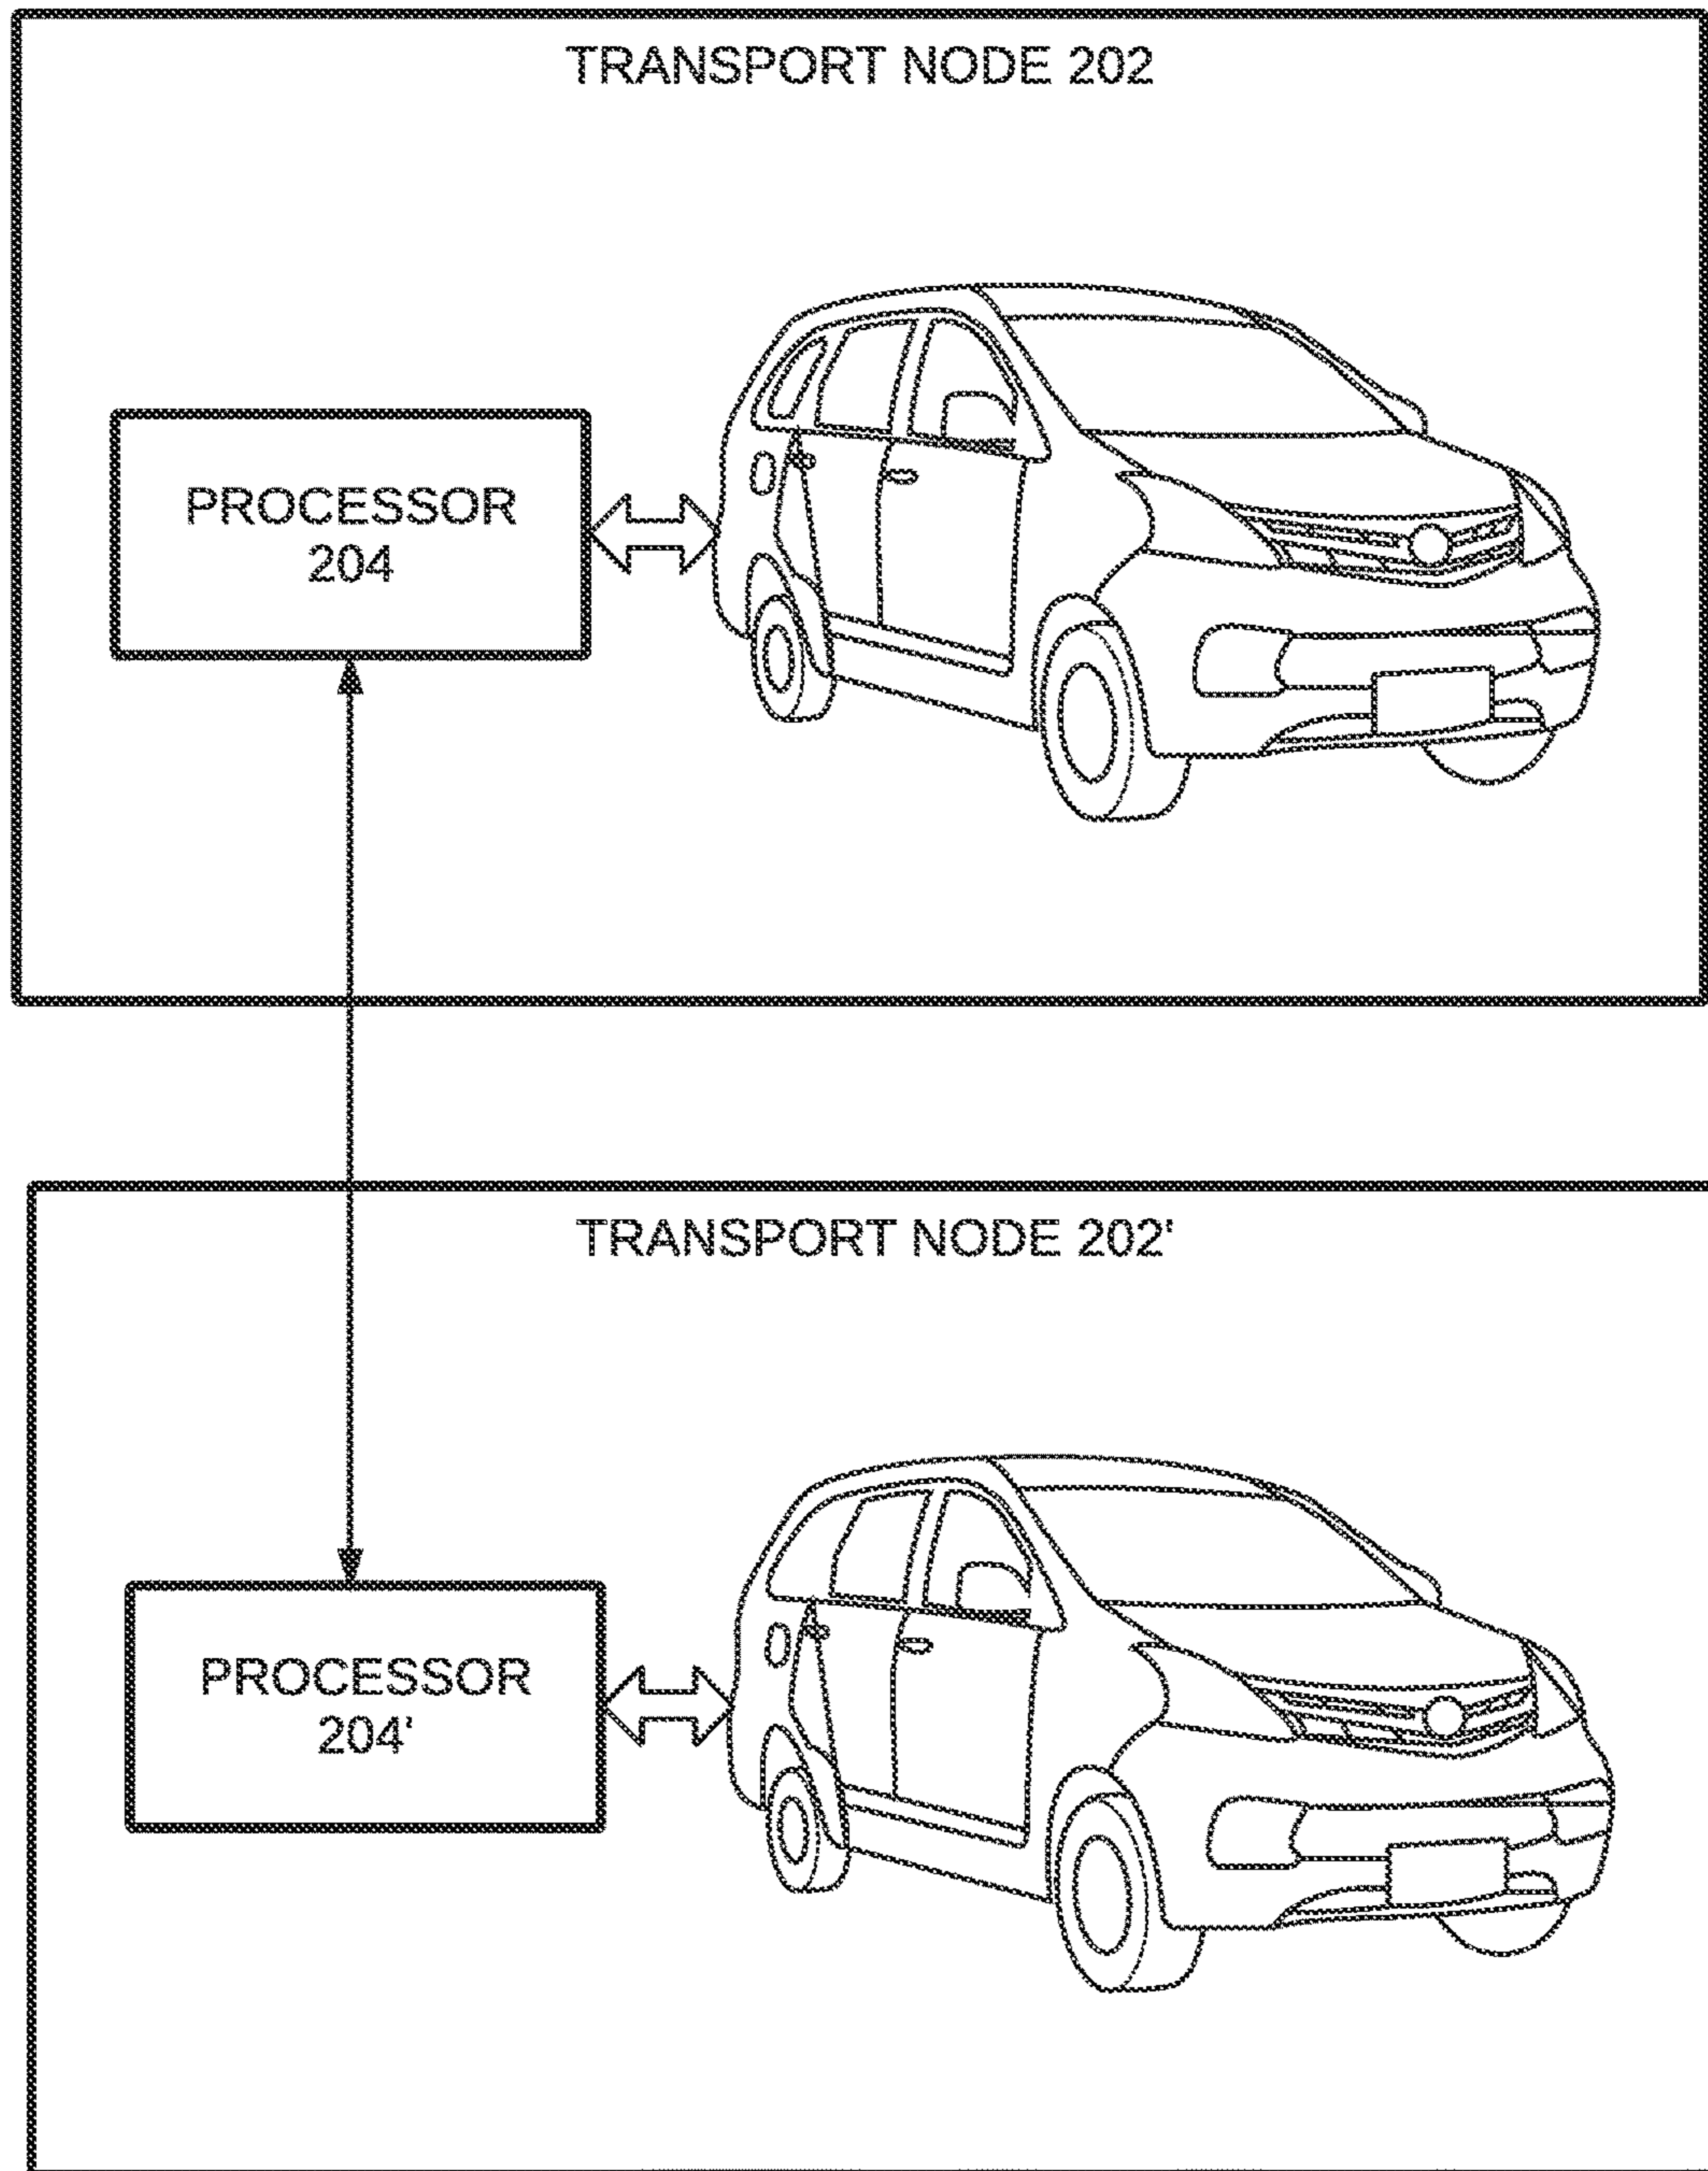 TRANSPORT NODE 202
PROCESSOR
204
TRANSPORT NODE 202'
PROCESSOR
204'